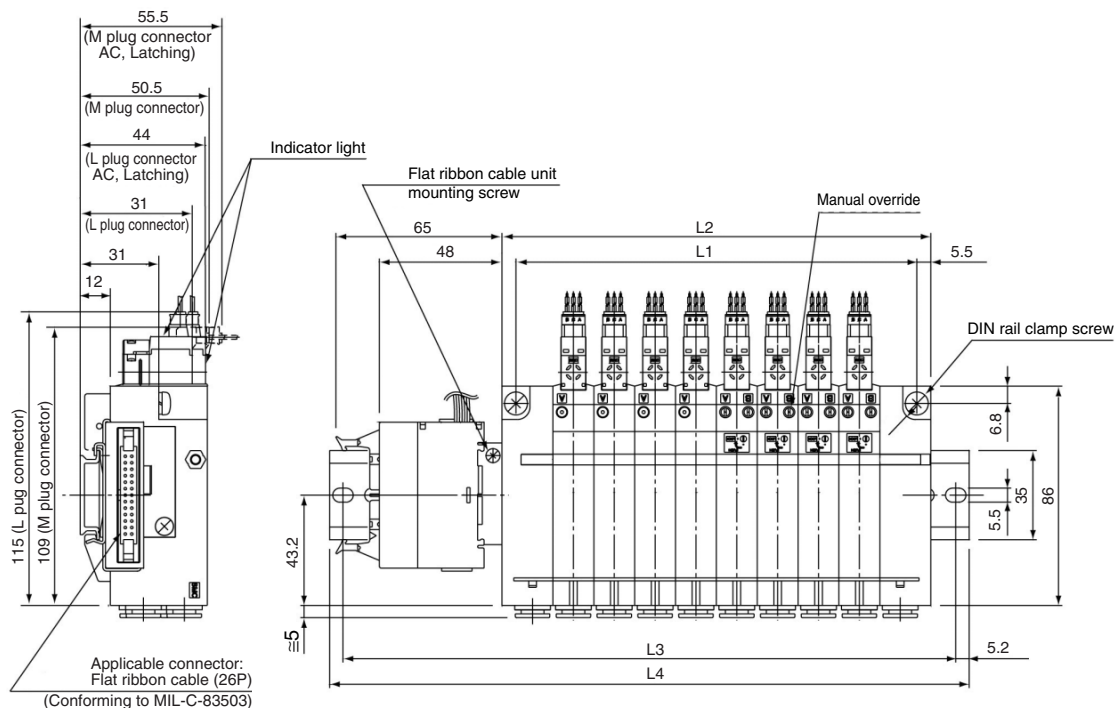 55.5
(M plug connector
AC, Latching)
50.5
(M plug connector)
44
(L plug connector
AC, Latching)
31
(L plug connector)
31
12
Indicator light
Flat ribbon cable unit
mounting screw
Manual override
65
L2
48
L1
5.5
DIN rail clamp screw
115 (L pug connector)
109 (M plug connector)
6.8
35
86
5.5
43.2
≅5
L3
5.2
L4
Applicable connector:
Flat ribbon cable (26P)
(Conforming to MIL-C-83503)
SMC